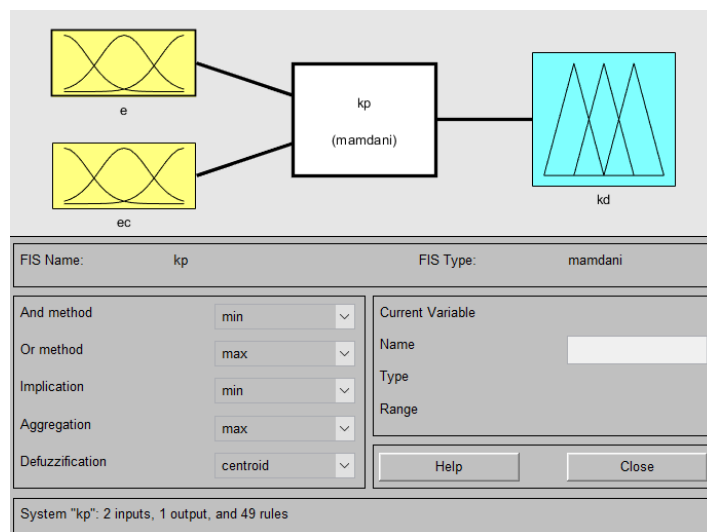 e
kp
(mamdani)
kd
ec
FIS Name: kp FIS Type: mamdani
And method min
Or method max
Implication min
Aggregation max
Defuzzification centroid
Current Variable
Name
Type
Range
Help Close
System "kp": 2 inputs, 1 output, and 49 rules